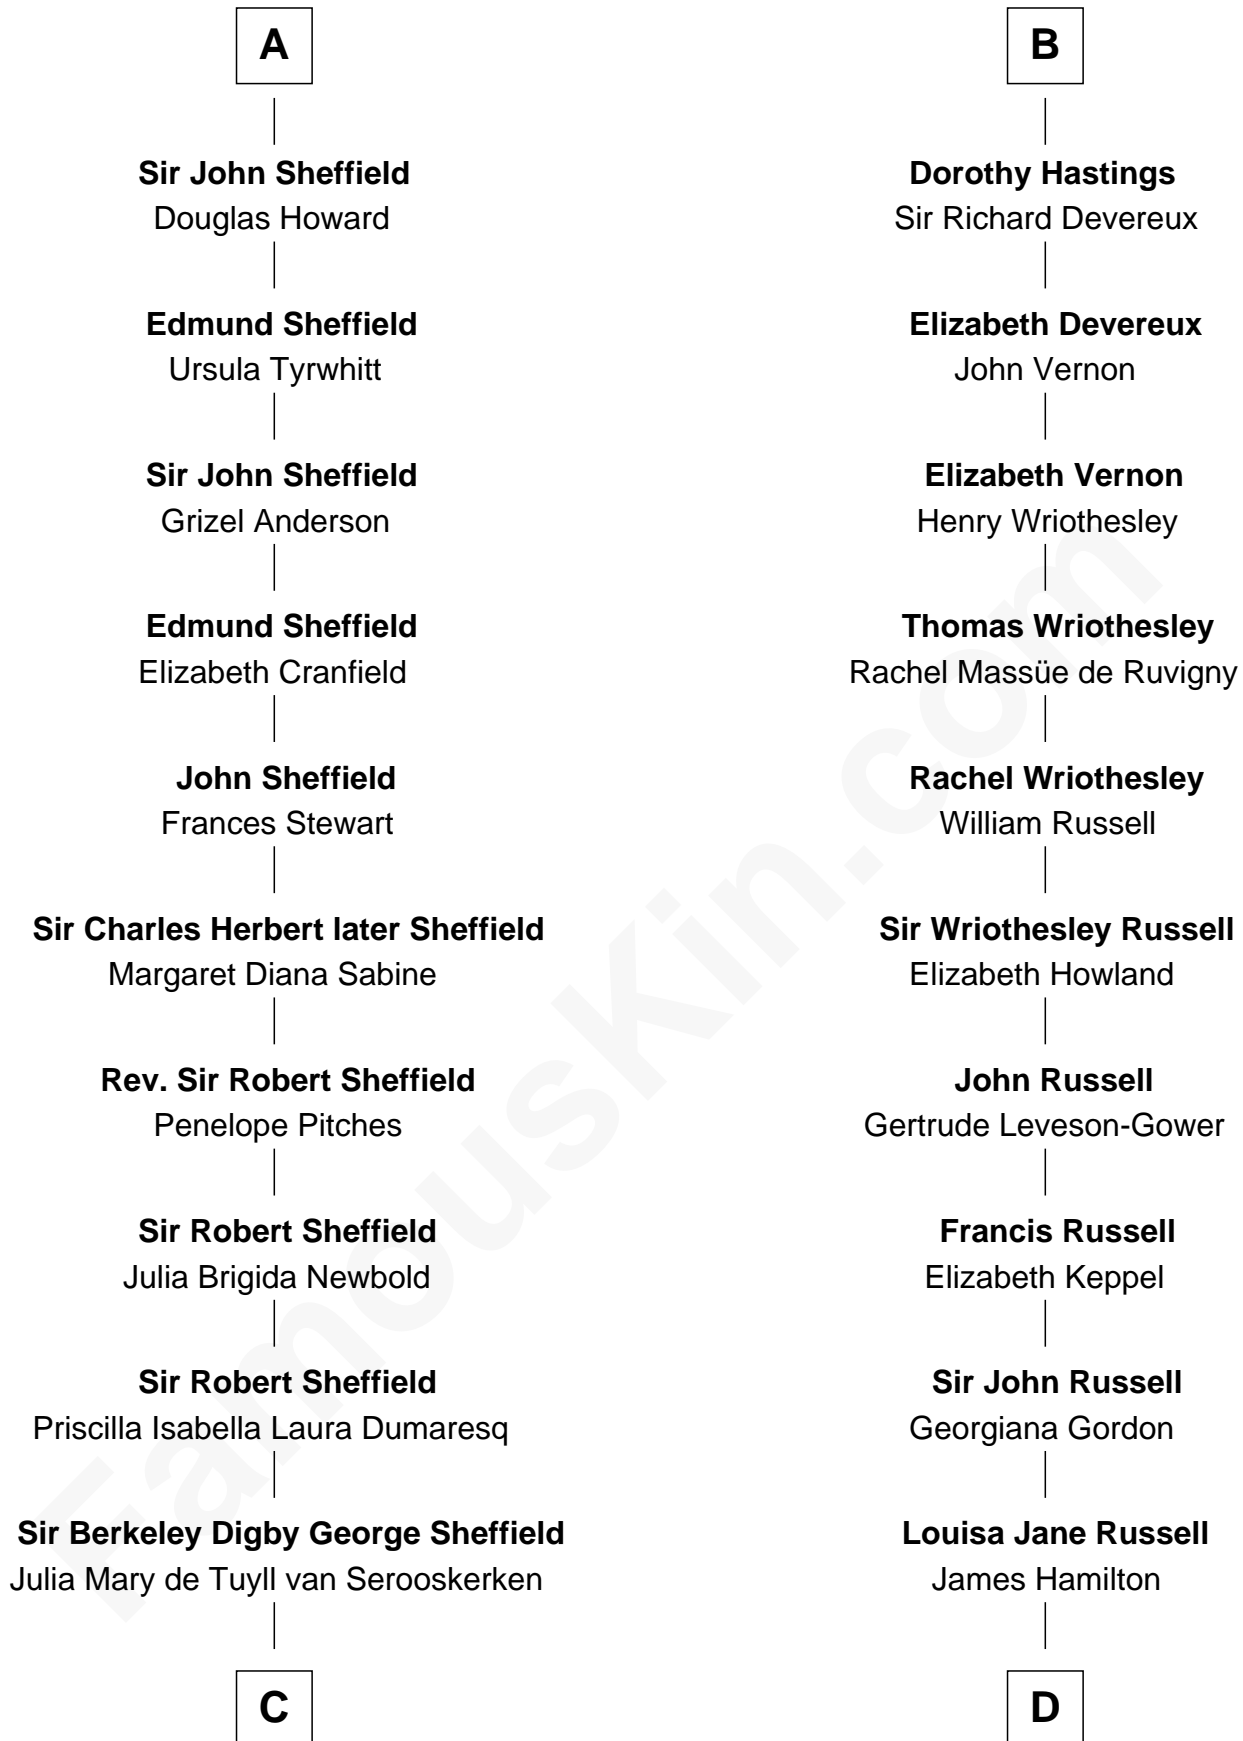 A
Sir John Sheffield
Douglas Howard
Edmund Sheffield
Ursula Tyrwhitt
Sir John Sheffield
Grizel Anderson
Edmund Sheffield
Elizabeth Cranfield
John Sheffield
Frances Stewart
Sir Charles Herbert later Sheffield
Margaret Diana Sabine
Rev. Sir Robert Sheffield
Penelope Pitches
Sir Robert Sheffield
Julia Brigida Newbold
Sir Robert Sheffield
Priscilla Isabella Laura Dumaresq
Sir Berkeley Digby George Sheffield
Julia Mary de Tuyll van Serooskerken
C
B
Dorothy Hastings
Sir Richard Devereux
Elizabeth Devereux
John Vernon
Elizabeth Vernon
Henry Wriothesley
Thomas Wriothesley
Rachel Massüe de Ruvigny
Rachel Wriothesley
William Russell
Sir Wriothesley Russell
Elizabeth Howland
John Russell
Gertrude Leveson-Gower
Francis Russell
Elizabeth Keppel
Sir John Russell
Georgiana Gordon
Louisa Jane Russell
James Hamilton
D
FamousKin.com